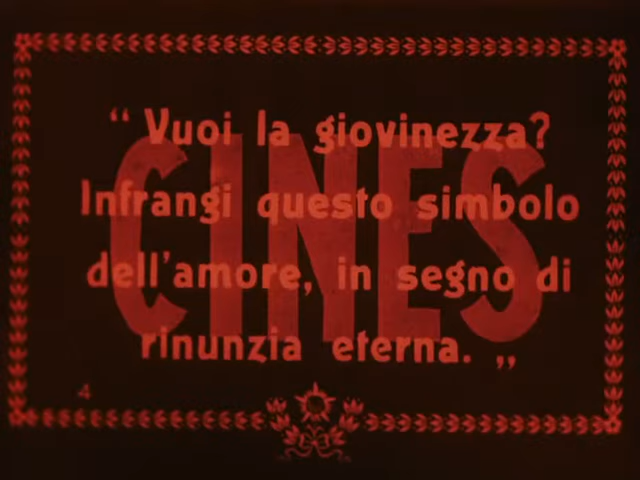 “ Vuoi la giovinezza?
Infrangi questo simbolo
dell'amore, in segno di
rinunzia eterna. „
CINES
4